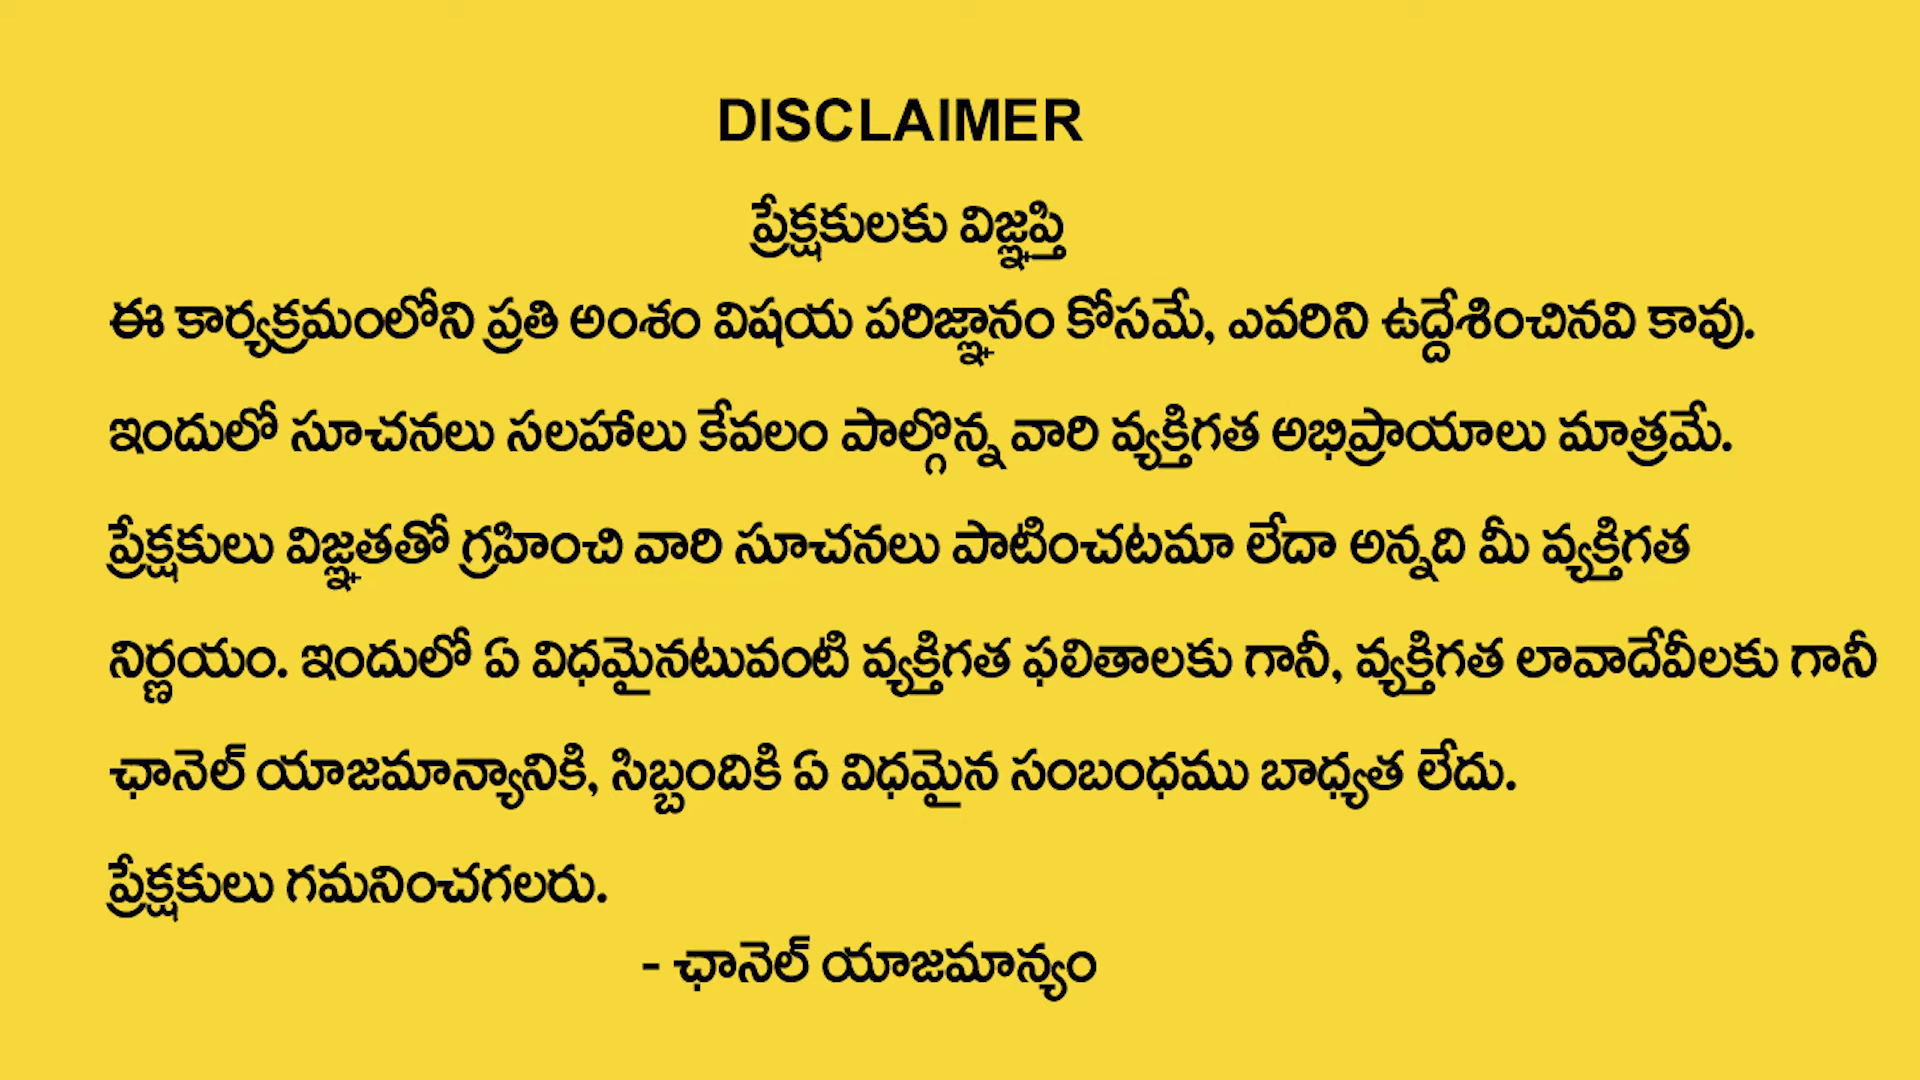 DISCLAIMER
ప్రేక్షకులకు విజ్ఞప్తి
ఈ కార్యక్రమంలోని ప్రతి అంశం విషయ పరిజ్ఞానం కోసమే, ఎవరిని ఉద్దేశించినవి కావు.
ఇందులో సూచనలు సలహాలు కేవలం పాల్గొన్న వారి వ్యక్తిగత అభిప్రాయాలు మాత్రమే.
ప్రేక్షకులు విజ్ఞతతో గ్రహించి వారి సూచనలు పాటించటమా లేదా అన్నది మీ వ్యక్తిగత
నిర్ణయం. ఇందులో ఏ విధమైనటువంటి వ్యక్తిగత ఫలితాలకు గానీ, వ్యక్తిగత లావాదేవీలకు గానీ
ఛానెల్ యాజమాన్యానికి, సిబ్బందికి ఏ విధమైన సంబంధము బాధ్యత లేదు.
ప్రేక్షకులు గమనించగలరు.
- ఛానెల్ యాజమాన్యం